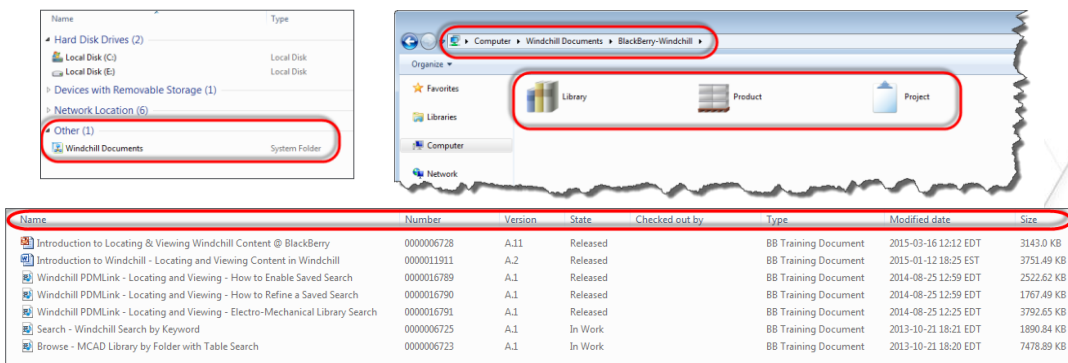 Name Type
Hard Disk Drives (2)
Local Disk (C:) Local Disk
Local Disk (E:) Local Disk
Devices with Removable Storage (1)
Network Location (6)
Other (1)
Windchill Documents System Folder
Computer Windchill Documents BlackBerry-Windchill
Organize
Favorites
Library Product Project
Libraries
Computer
Network
Name Number Version State Checked out by Type Modified date Size
Introduction to Locating & Viewing Windchill Content @ BlackBerry 0000006728 A.11 Released BB Training Document 2015-03-16 12:12 EDT 3143.0 KB
Introduction to Windchill - Locating and Viewing Content in Windchill 0000011911 A.2 Released BB Training Document 2015-01-12 18:25 EST 3751.49 KB
Windchill PDMLink - Locating and Viewing - How to Enable Saved Search 0000016789 A.1 Released BB Training Document 2014-08-25 12:59 EDT 2522.62 KB
Windchill PDMLink - Locating and Viewing - How to Refine a Saved Search 0000016790 A.1 Released BB Training Document 2014-08-25 12:59 EDT 1767.49 KB
Windchill PDMLink - Locating and Viewing - Electro-Mechanical Library Search 0000016791 A.1 Released BB Training Document 2014-08-25 12:25 EDT 3792.65 KB
Search - Windchill Search by Keyword 0000006725 A.1 In Work BB Training Document 2013-10-21 18:21 EDT 1890.84 KB
Browse - MCAD Library by Folder with Table Search 0000006723 A.1 In Work BB Training Document 2013-10-21 18:20 EDT 7478.89 KB